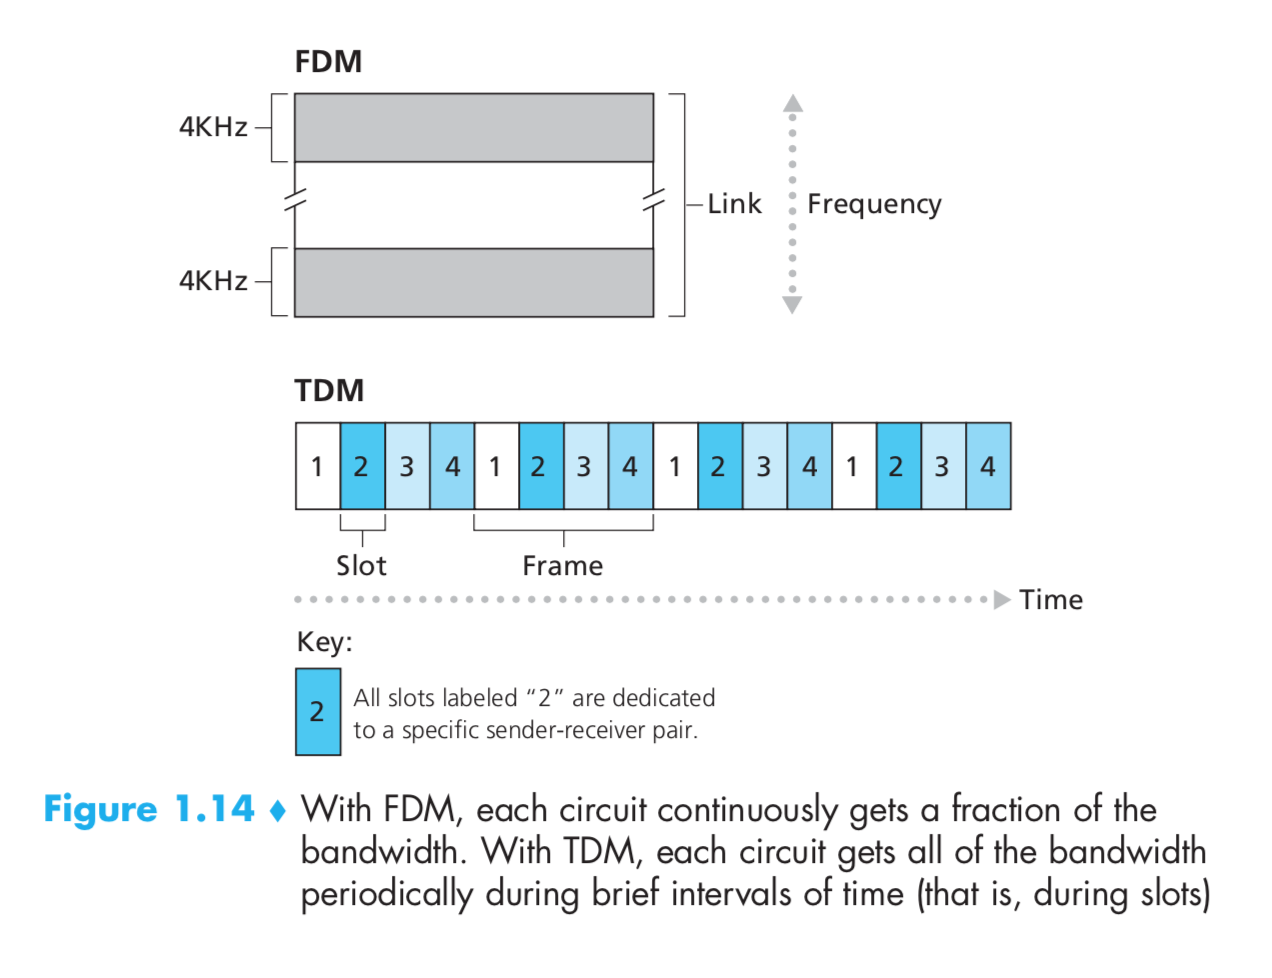 FDM
4KHz
Link
Frequency
4KHz
TDM
1 2 3 4 1 2 3 4 1 2 3 4 1 2 3 4
Slot
Frame
Time
Key:
2
All slots labeled “2” are dedicated
to a specific sender-receiver pair.
Figure 1.14 ♦ With FDM, each circuit continuously gets a fraction of the
bandwidth. With TDM, each circuit gets all of the bandwidth
periodically during brief intervals of time (that is, during slots)